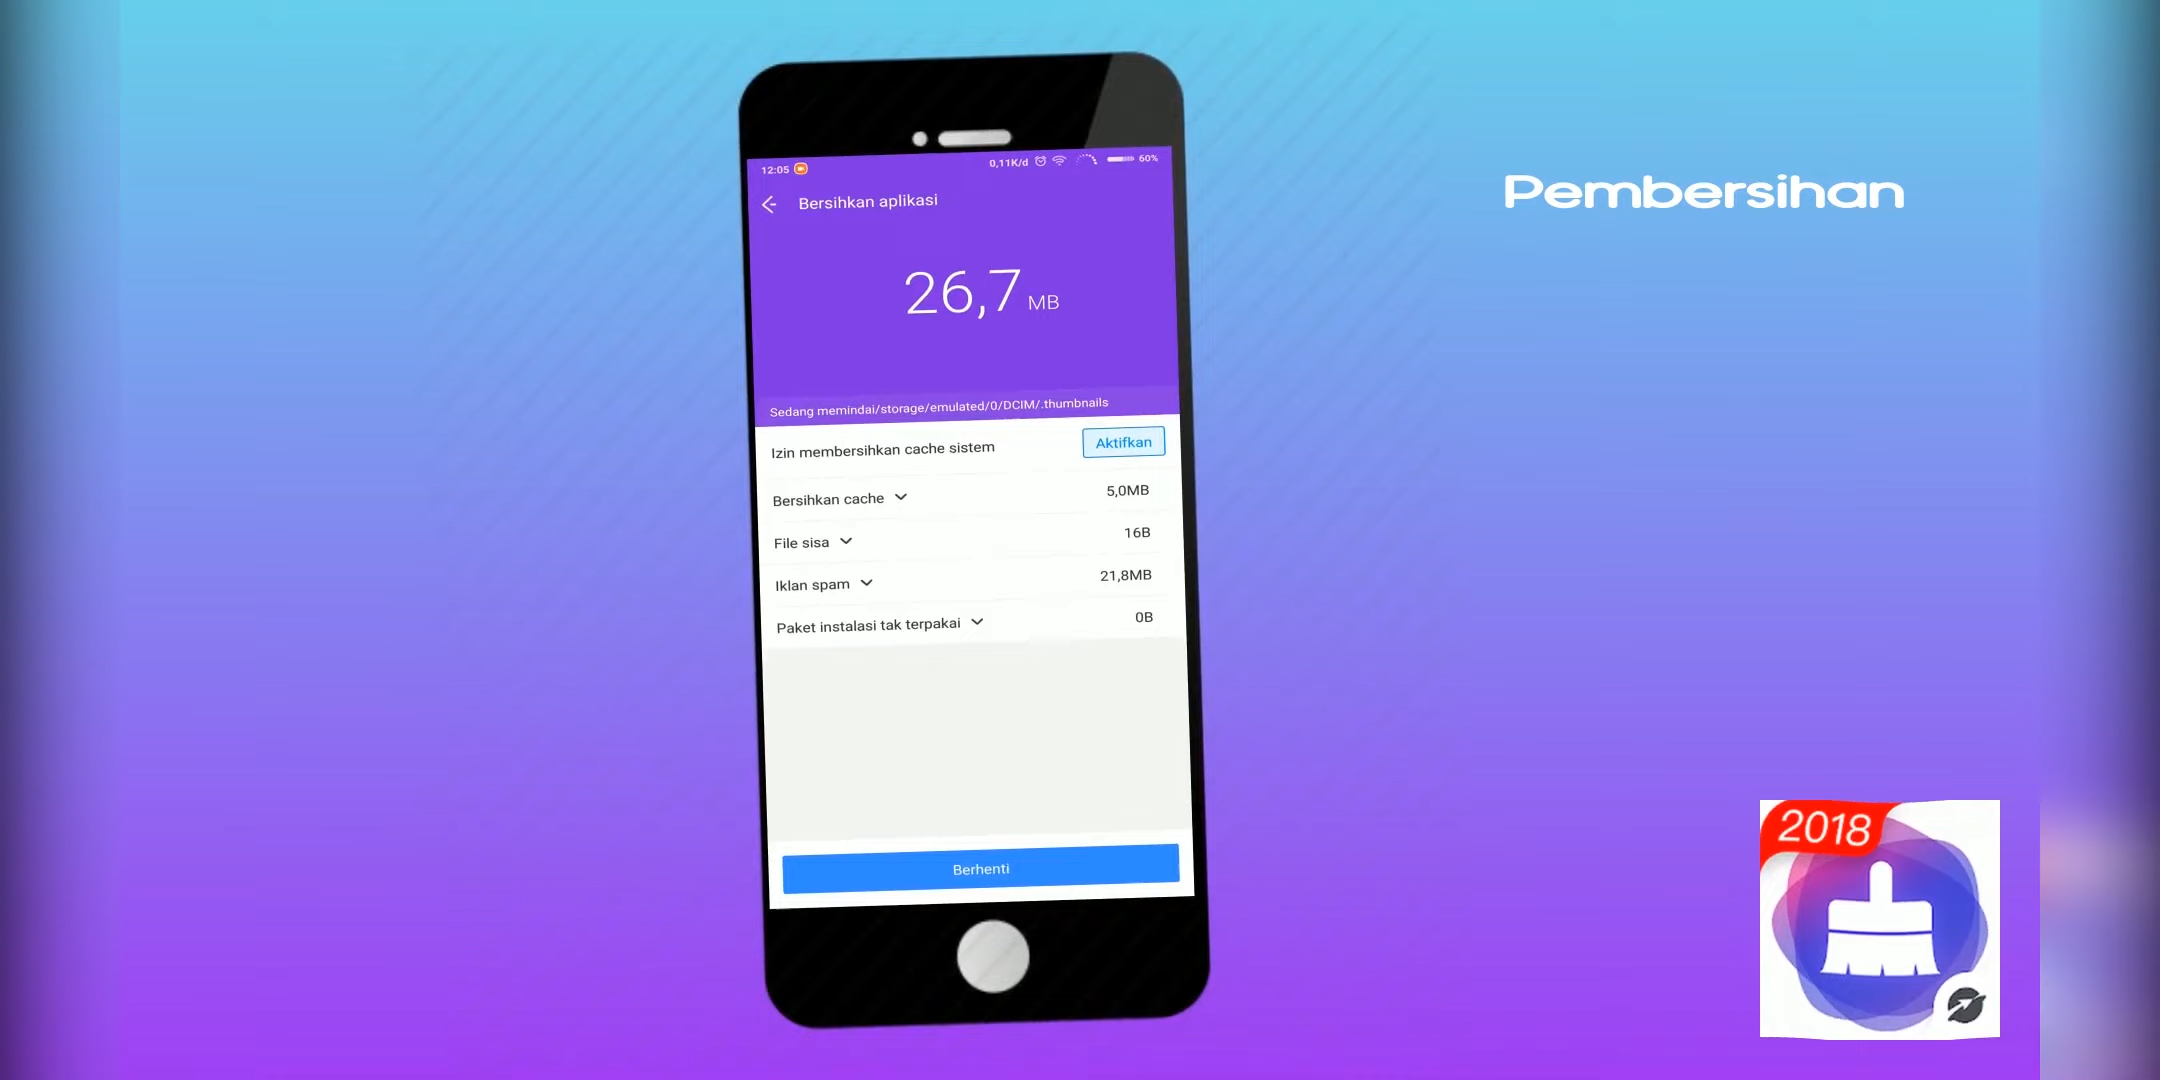 Pembersihan
12:05
0,11K/d
60%
Bersihkan aplikasi
26,7 MB
Sedang memindai/storage/emulated/0/DCIM/.thumbnails
Izin membersihkan cache sistem
Aktifkan
Bersihkan cache
5,0MB
File sisa
16B
Iklan spam
21,8MB
Paket instalasi tak terpakai
0B
Berhenti
2018